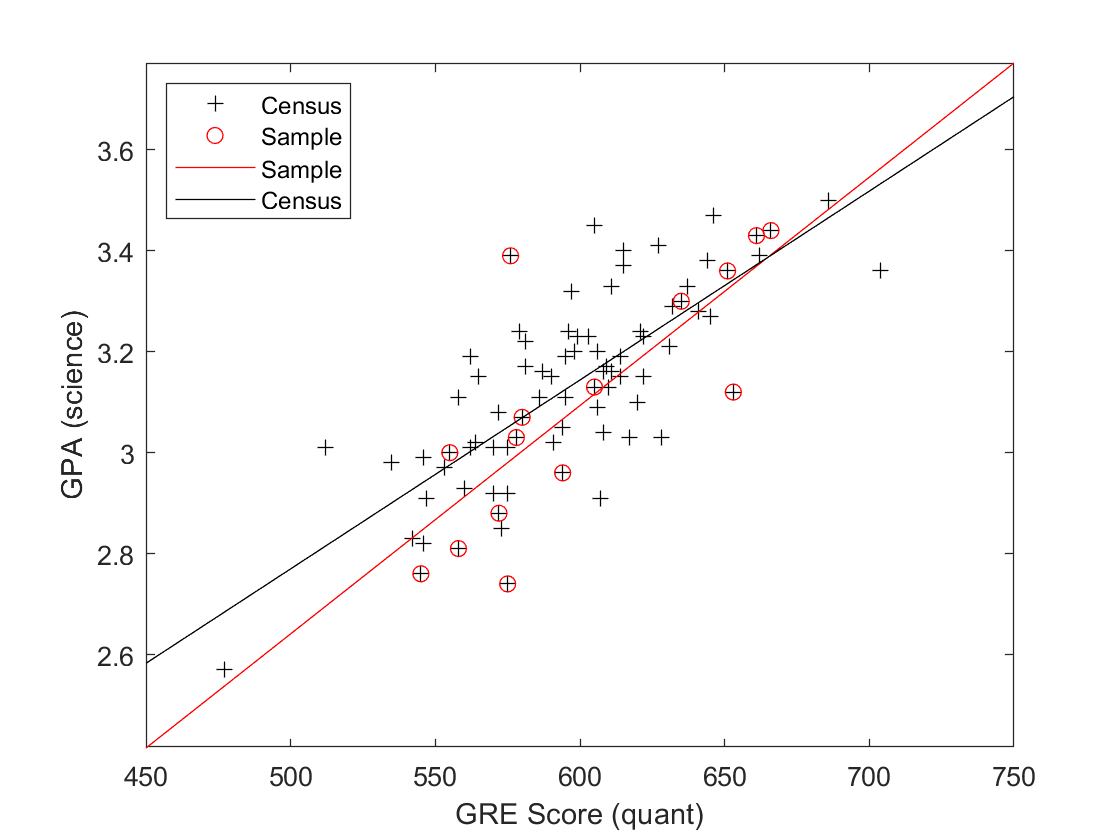 Census
Sample
Sample
Census
3.6
3.4
3.2
3
2.8
2.6
GPA (science)
450 500 550 600 650 700 750
GRE Score (quant)